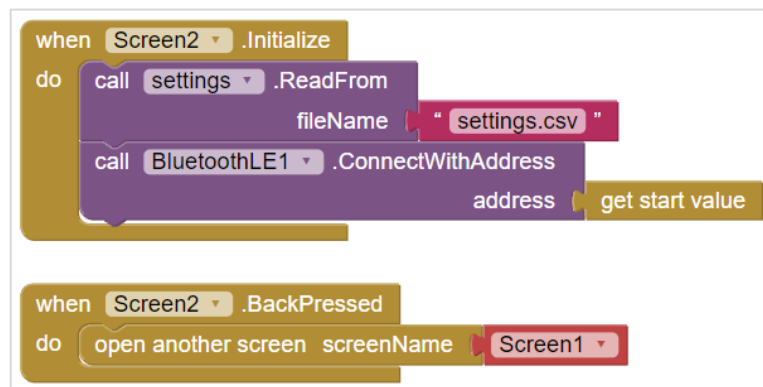 when Screen2 .Initialize
do call settings .ReadFrom
fileName “ settings.csv ”
call BluetoothLE1 .ConnectWithAddress
address get start value
when Screen2 .BackPressed
do open another screen screenName Screen1